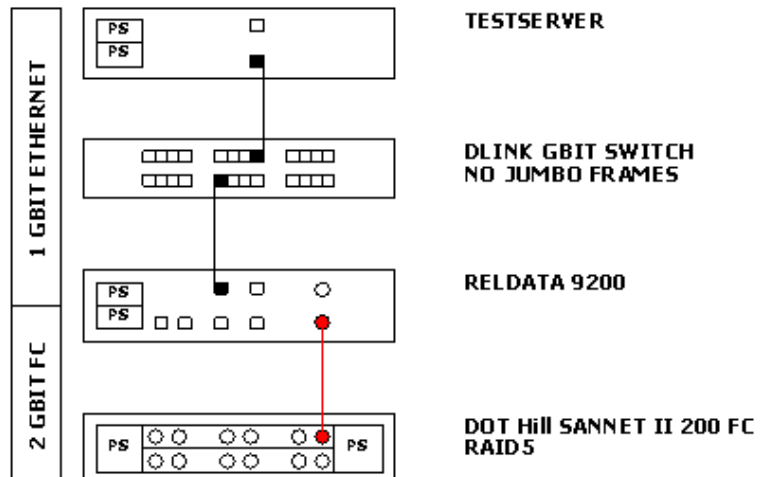 1 GBIT ETHERNET
2 GBIT FC
PS
PS
TESTSERVER
DLINK GBIT SWITCH
NO JUMBO FRAMES
PS
PS
RELDATA 9200
PS
PS
DOT Hill SANNET II 200 FC
RAID5